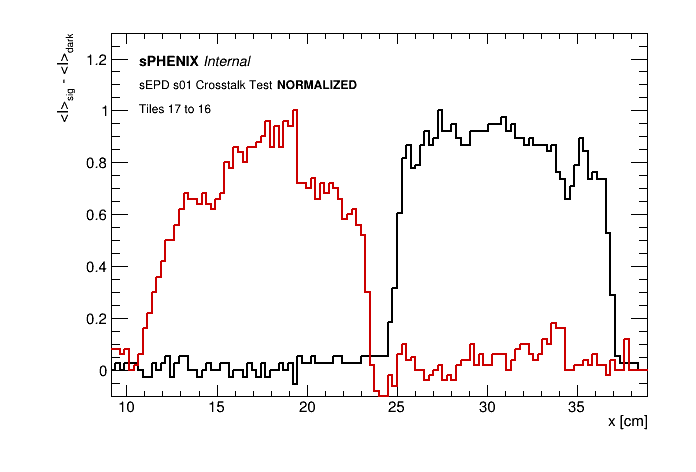 <I>sig - <I>dark
sPHENIX Internal
sEPD s01 Crosstalk Test NORMALIZED
Tiles 17 to 16
1.2
1
0.8
0.6
0.4
0.2
0
10 15 20 25 30 35
x [cm]